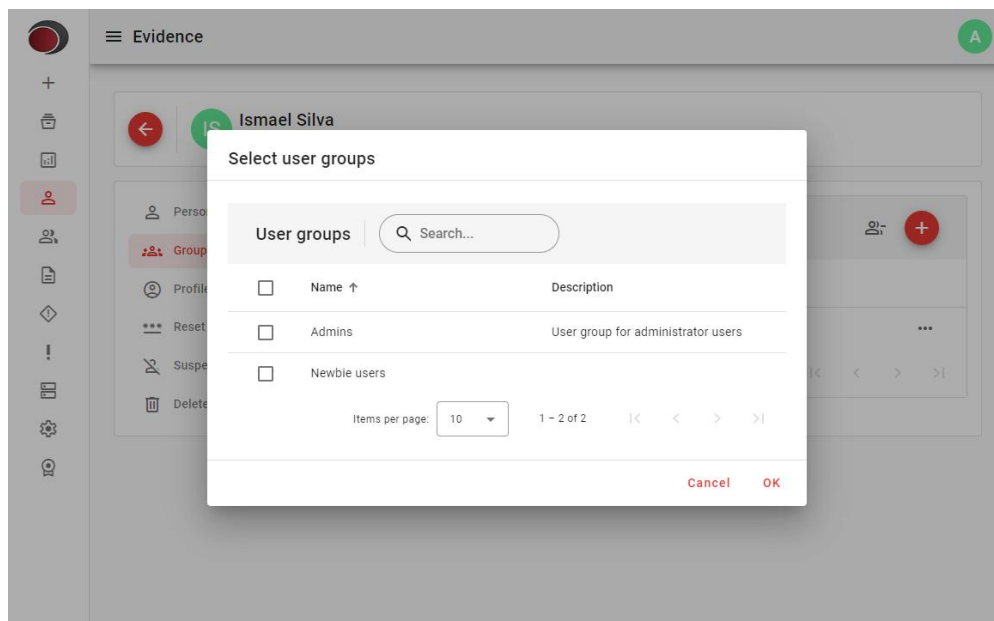 Evidence
A
Ismael Silva
IS
Select user groups
User groups
Search...
Name
Description
Admins
User group for administrator users
Newbie users
Items per page: 10 1 – 2 of 2
Cancel OK
Perso
Group
Profile
Reset
Suspe
Delete